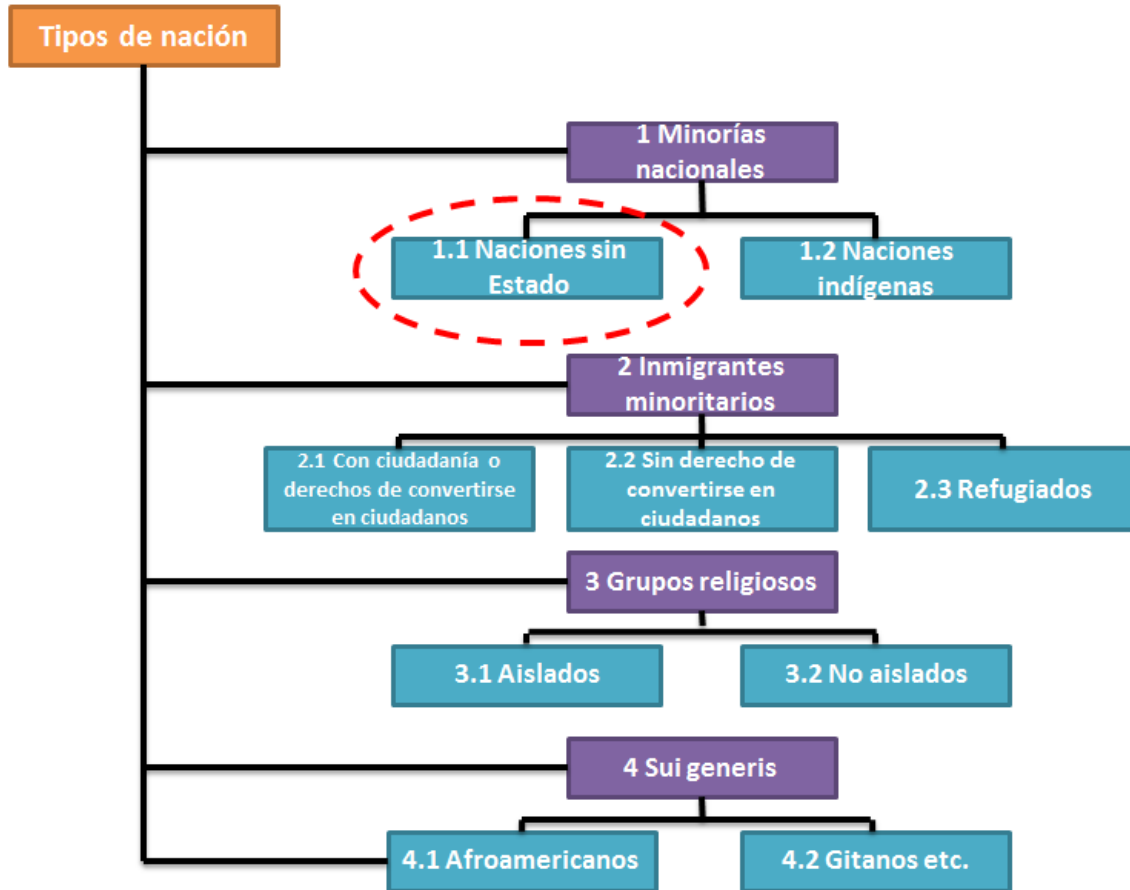 Tipos de nación
1 Minorías
nacionales
1.1 Naciones sin
Estado
1.2 Naciones
indígenas
2 Inmigrantes
minoritarios
2.1 Con ciudadanía o
derechos de convertirse
en ciudadanos
2.2 Sin derecho de
convertirse en
ciudadanos
2.3 Refugiados
3 Grupos religiosos
3.1 Aislados
3.2 No aislados
4 Sui generis
4.1 Afroamericanos
4.2 Gitanos etc.